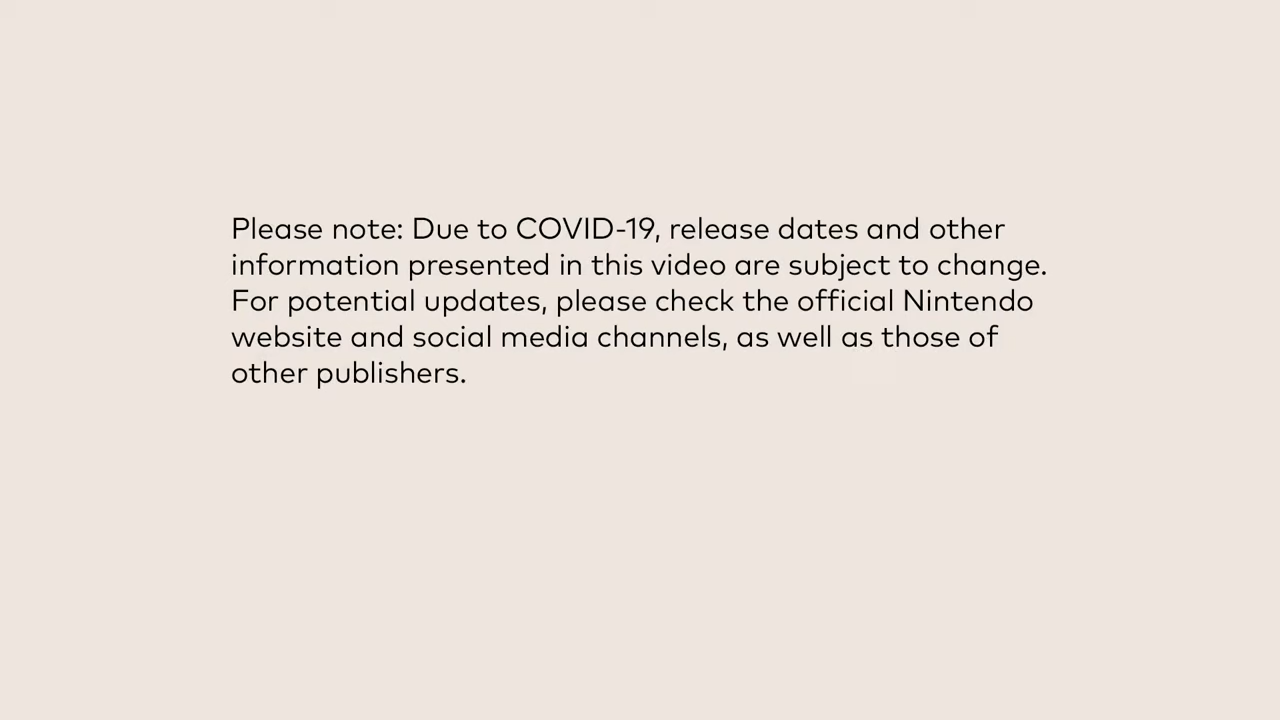 Please note: Due to COVID-19, release dates and other
information presented in this video are subject to change.
For potential updates, please check the official Nintendo
website and social media channels, as well as those of
other publishers.